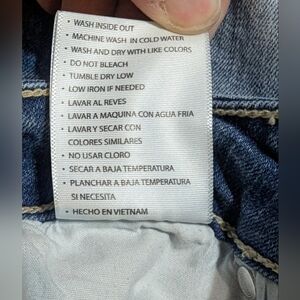 • WASH INSIDE OUT
• MACHINE WASH IN COLD WATER
• WASH AND DRY WITH LIKE COLORS
• DO NOT BLEACH
• TUMBLE DRY LOW
• LOW IRON IF NEEDED
• LAVAR AL REVES
• LAVAR A MAQUINA CON AGUA FRIA
• LAVAR Y SECAR CON
COLORES SIMILARES
• NO USAR CLORO
• SECAR A BAJA TEMPERATURA
• PLANCHAR A BAJA TEMPERATURA
SI NECESITA
• HECHO EN VIETNAM